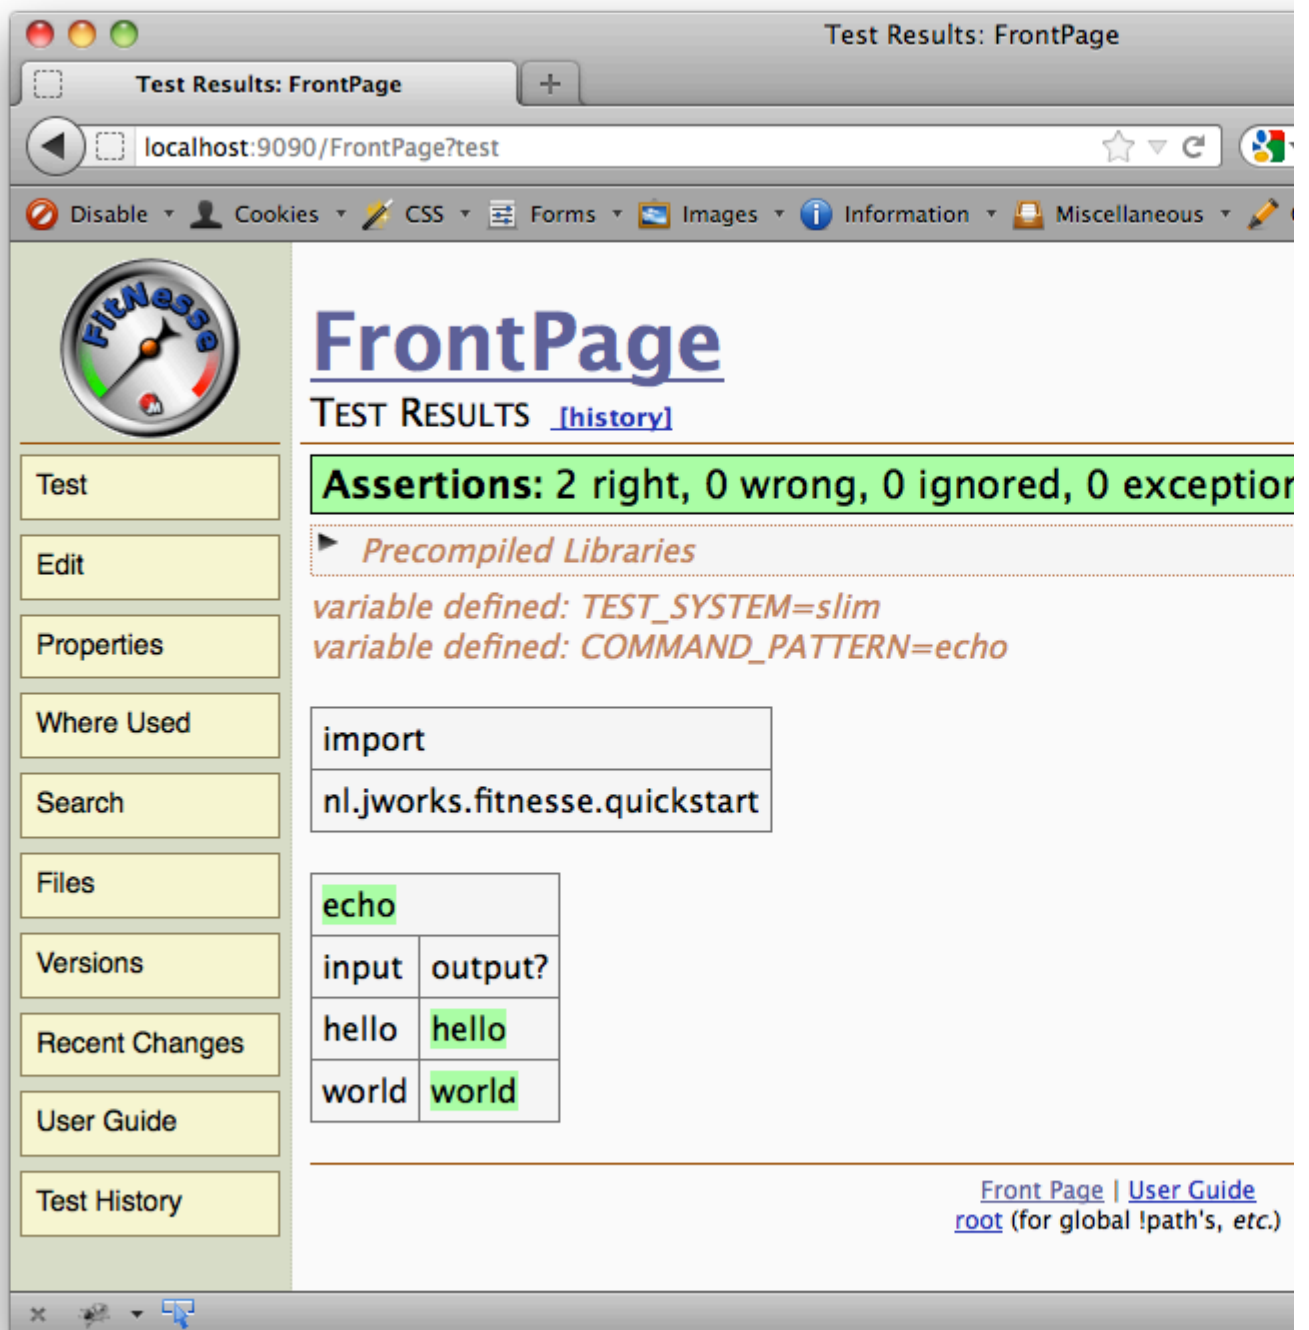 Test Results: FrontPage
Test Results: FrontPage
localhost:9090/FrontPage?test
Disable Cookies CSS Forms Images Information Miscellaneous
FitNesse
FrontPage
TEST RESULTS [history]
Test
Edit
Properties
Where Used
Search
Files
Versions
Recent Changes
User Guide
Test History
Assertions: 2 right, 0 wrong, 0 ignored, 0 exception
Precompiled Libraries
variable defined: TEST_SYSTEM=slim
variable defined: COMMAND_PATTERN=echo
import
nl.jworks.fitnesse.quickstart
echo
input output?
hello hello
world world
Front Page | User Guide
root (for global !path's, etc.)